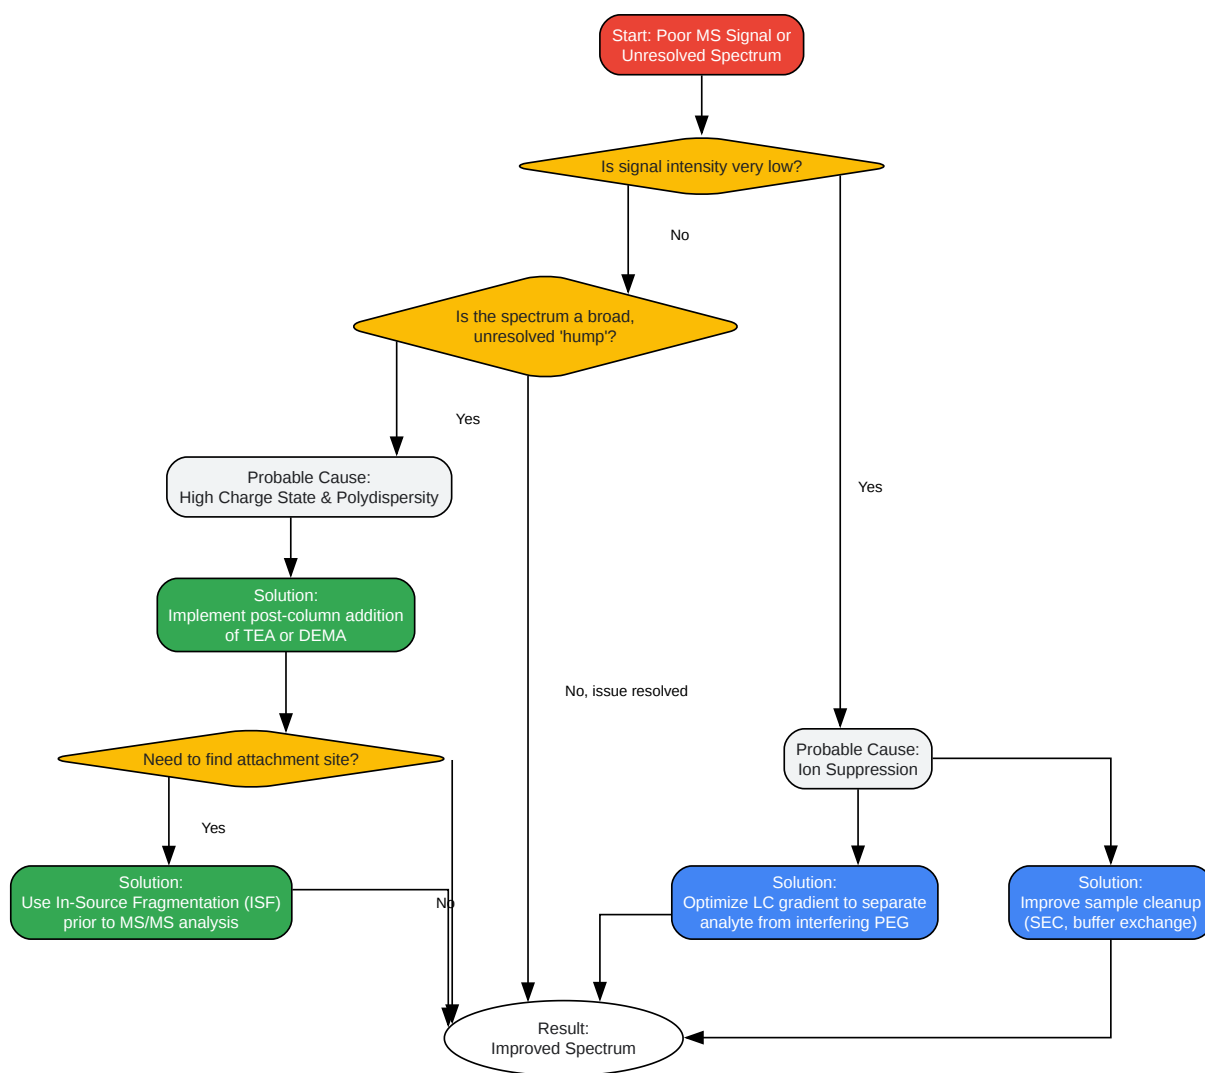 Start: Poor MS Signal or
Unresolved Spectrum
Is signal intensity very low?
No
Is the spectrum a broad,
unresolved 'hump'?
Yes
Probable Cause:
High Charge State & Polydispersity
Yes
Solution:
Implement post-column addition
of TEA or DEMA
No, issue resolved
Need to find attachment site?
Probable Cause:
Ion Suppression
Yes
Solution:
Use In-Source Fragmentation (ISF)
prior to MS/MS analysis
No
Solution:
Optimize LC gradient to separate
analyte from interfering PEG
Solution:
Improve sample cleanup
(SEC, buffer exchange)
Result:
Improved Spectrum